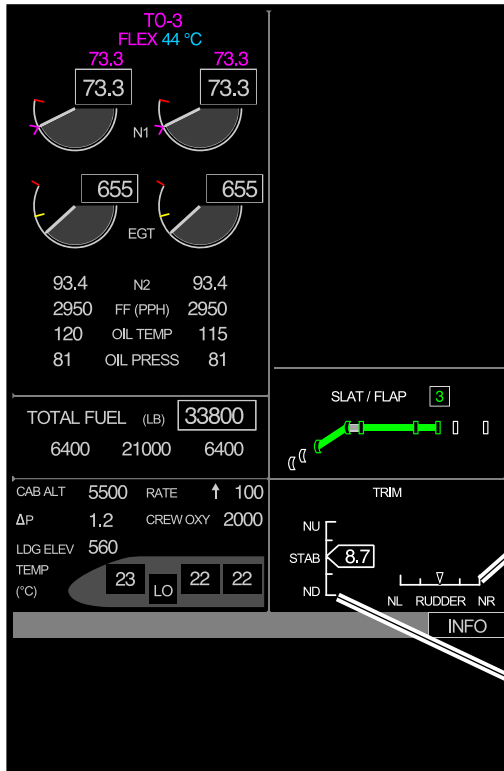 TO-3
FLEX 44 °C
73.3 73.3
73.3 73.3
N1
655 655
EGT
93.4 N2 93.4
2950 FF (PPH) 2950
120 OIL TEMP 115
81 OIL PRESS 81
SLAT / FLAP 3
TOTAL FUEL (LB) 33800
6400 21000 6400
CAB ALT 5500 RATE ↑ 100
ΔP 1.2 CREW OXY 2000
LDG ELEV 560
TEMP
(°C) 23 LO 22 22
TRIM
NU
STAB 8.7
ND
NL RUDDER NR
INFO